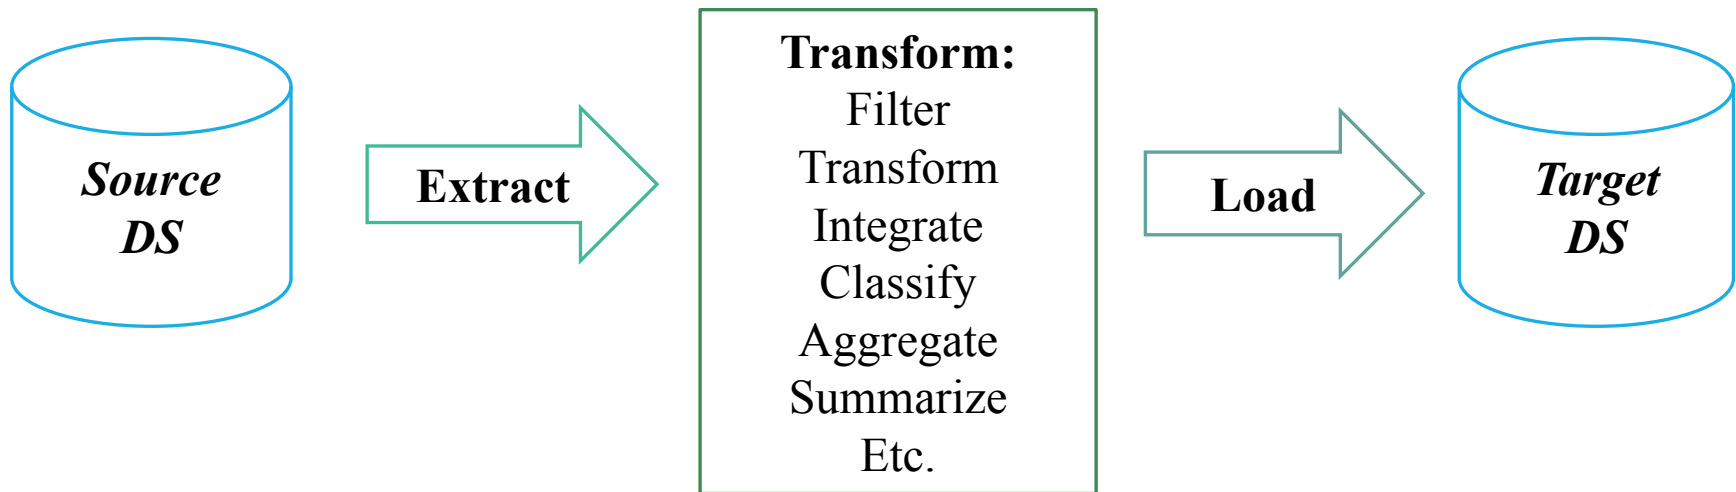 Source
DS
Extract
Transform:
Filter
Transform
Integrate
Classify
Aggregate
Summarize
Etc.
Load
Target
DS